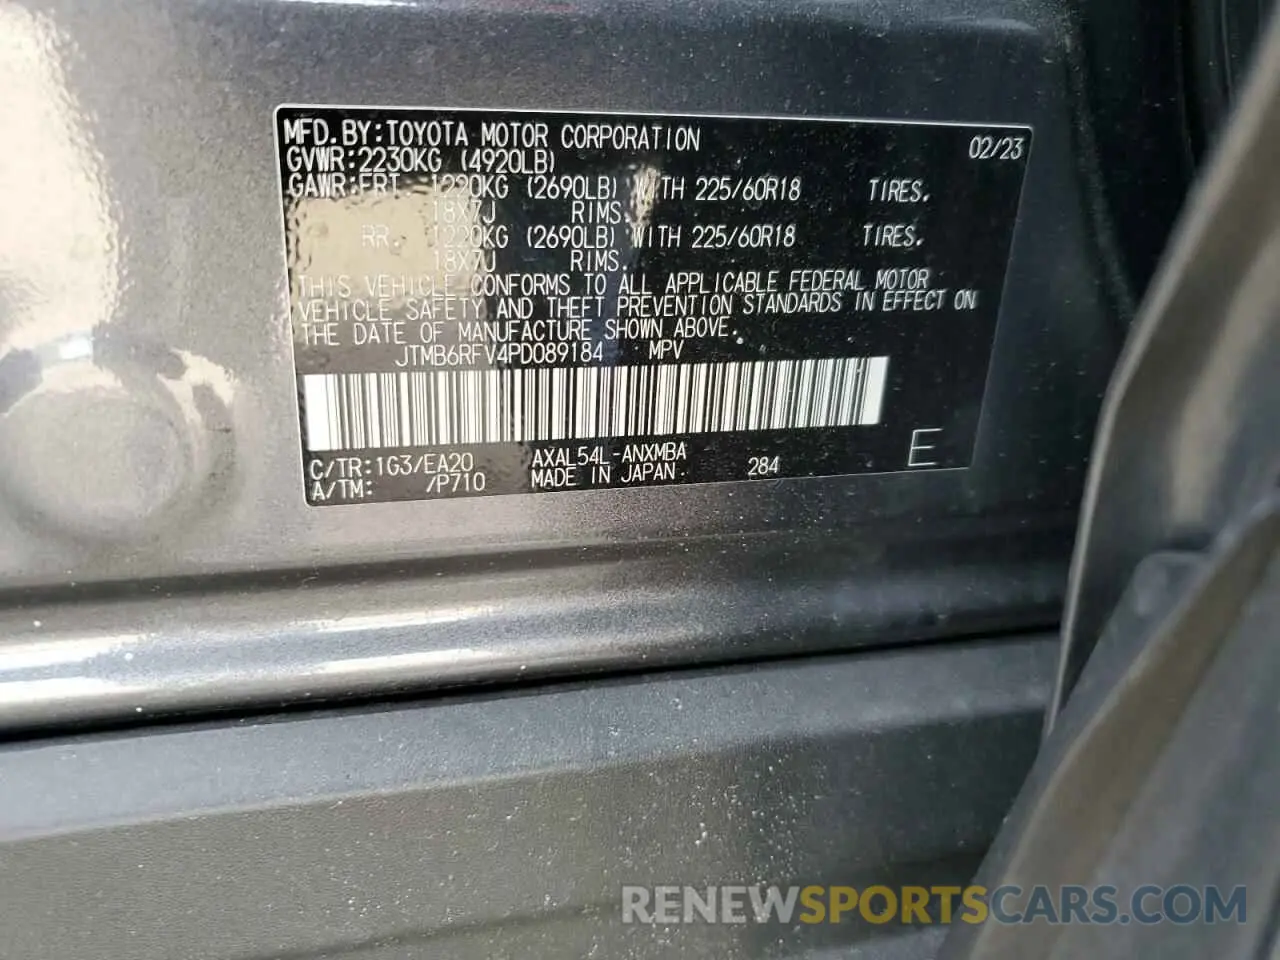 MFD.BY:TOYOTA MOTOR CORPORATION 02/23
GVWR:2230KG (4920LB)
GAWR:FRT. 1220KG (2690LB) WITH 225/60R18 TIRES.
18X7J RIMS.
RR. 1220KG (2690LB) WITH 225/60R18 TIRES.
18X7J RIMS.
THIS VEHICLE CONFORMS TO ALL APPLICABLE FEDERAL MOTOR
VEHICLE SAFETY AND THEFT PREVENTION STANDARDS IN EFFECT ON
THE DATE OF MANUFACTURE SHOWN ABOVE.
JTMB6RFV4PD089184 MPV
C/TR:1G3/EA20 AXAL54L-ANXMBA 284 E
A/TM: /P710 MADE IN JAPAN.
RENEWSPORTSCARS.COM